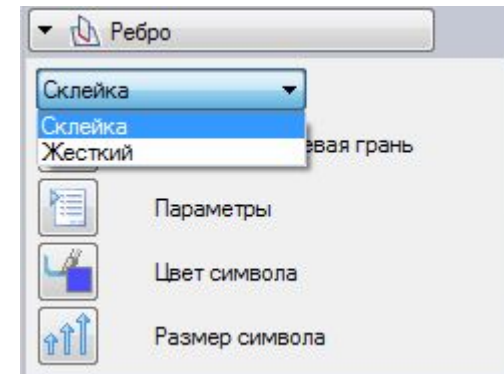 Ребро
Склейка
Склейка
Жесткий
грань
Параметры
Цвет символа
Размер символа